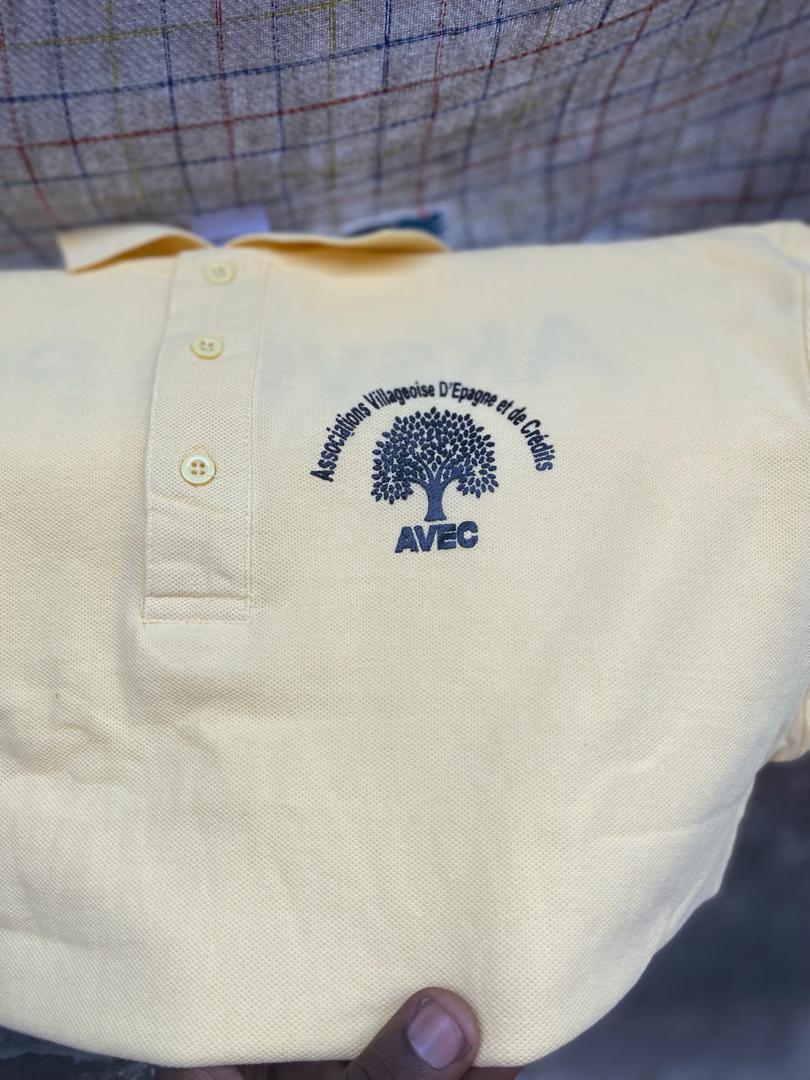 Associations Villageoise D'Epagne et de Crédits
AVEC